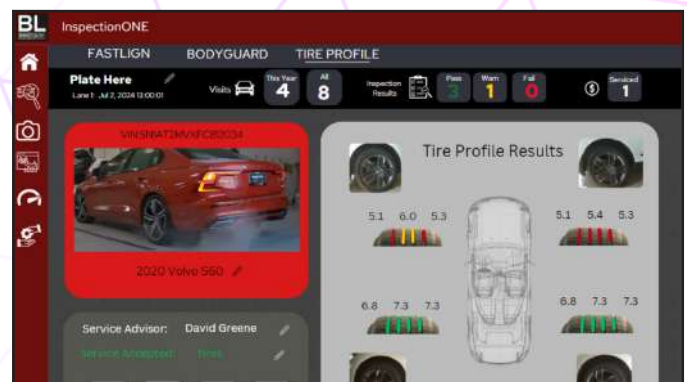 BL
InspectionONE
FASTLIGN BODYGUARD TIRE PROFILE
Plate Here
Lane 1: Jul 2, 2024 13:00:01
Visits
This Year
4
All
8
Inspection Results
Pass
3
Warn
1
Fail
0
Serviced
1
Tire Profile Results
5.1 6.0 5.3
5.1 5.4 5.3
2020 Volvo S60
6.8 7.3 7.3
6.8 7.3 7.3
Service Advisor: David Greene
Service Accepted: Tires